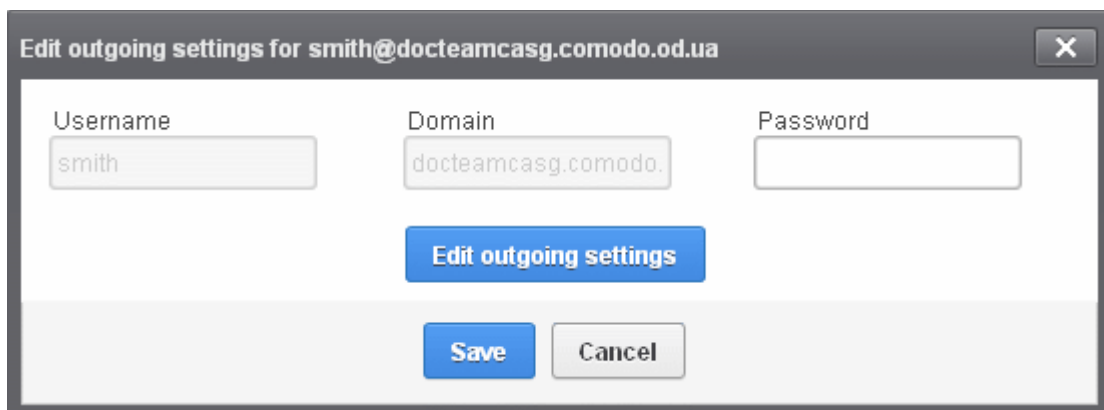 Edit outgoing settings for smith@docteamcasg.comodo.od.ua
Username Domain Password
smith docteamcasg.comodo.
Edit outgoing settings
Save Cancel